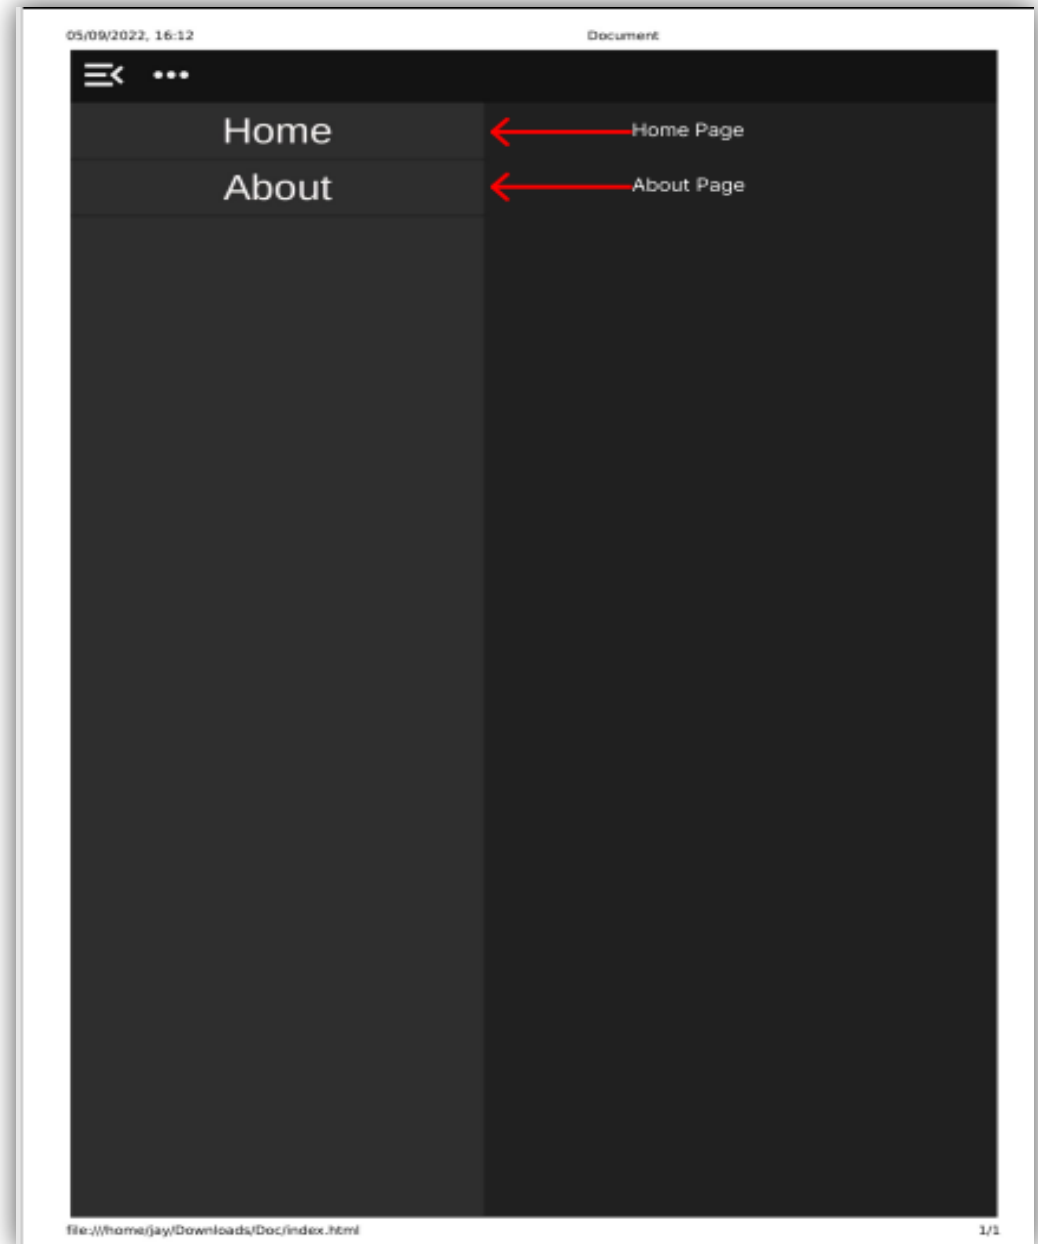 05/09/2022, 16:12 Document
Home Home Page
About About Page
file:///home/jay/Downloads/Doc/index.html 1/1